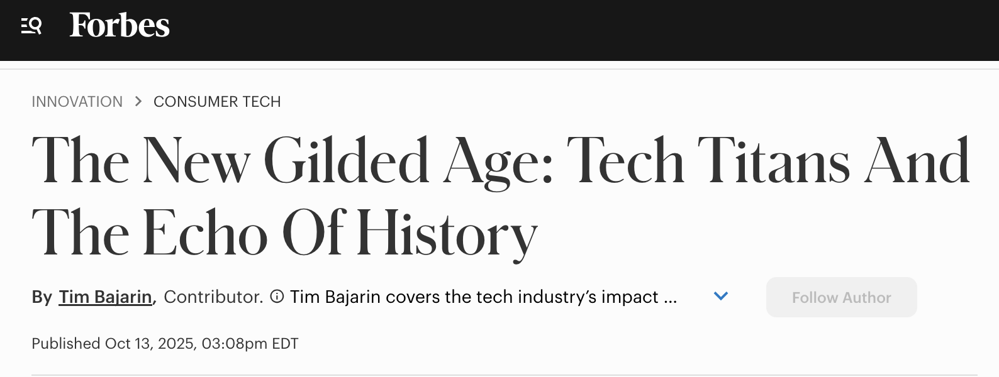 Forbes
INNOVATION > CONSUMER TECH
The New Gilded Age: Tech Titans And
The Echo Of History
By Tim Bajarin, Contributor. ⓘ Tim Bajarin covers the tech industry’s impact ...
Follow Author
Published Oct 13, 2025, 03:08pm EDT